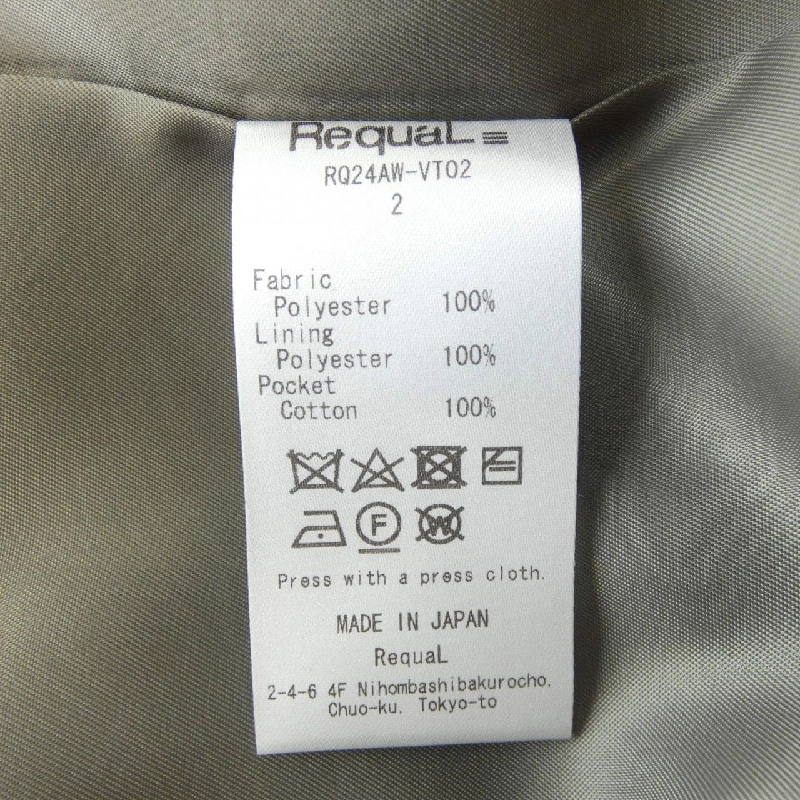 RequaL≡
RQ24AW-VT02
2
Fabric
Polyester 100%
Lining
Polyester 100%
Pocket
Cotton 100%
F W
Press with a press cloth.
MADE IN JAPAN
RequaL
2-4-6 4F Nihombashibakurocho,
Chuo-ku, Tokyo-to